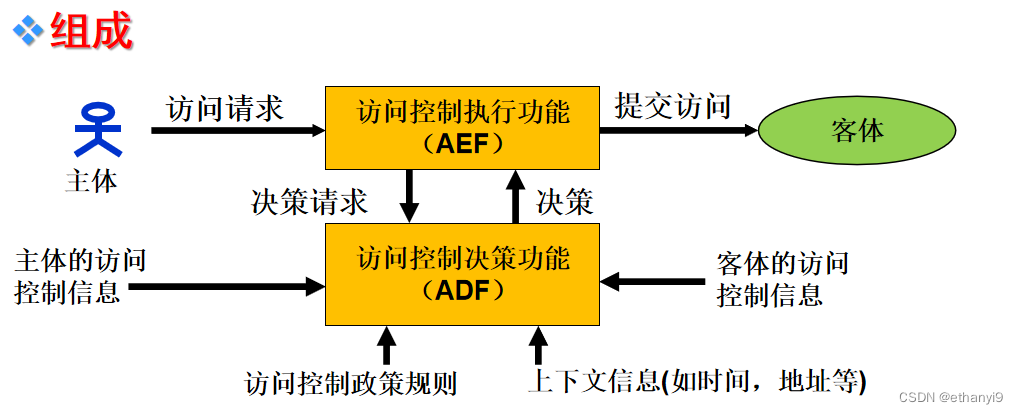 组成
访问请求
访问控制执行功能
（AEF）
提交访问
客体
主体
决策请求
决策
主体的访问
控制信息
访问控制决策功能
（ADF）
客体的访问
控制信息
访问控制政策规则
上下文信息(如时间，地址等)
CSDN @ethanyi9